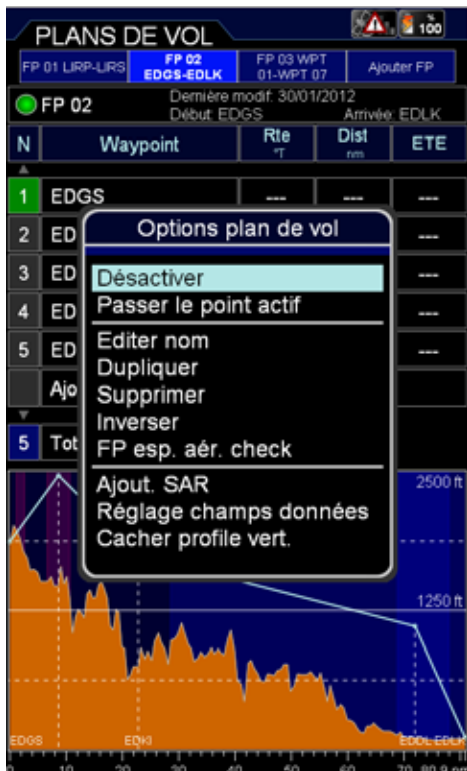 PLANS DE VOL
%
100
FP 01 LIRP-LIRS
FP 02
EDGS-EDLK
FP 03 WPT
01-WPT 07
Ajouter FP
FP 02
Dernière modif: 30/01/2012
Début: EDGS
Arrivée: EDLK
N
Waypoint
Rte
°T
Dist
nm
ETE
1 EDGS --- --- ---
2 ED ---
3 ED ---
4 ED ---
5 ED ---
Ajo
5 Tot
Options plan de vol
Désactiver
Passer le point actif
Editer nom
Dupliquer
Supprimer
Inverser
FP esp. aér. check
Ajout. SAR
Réglage champs données
Cacher profile vert.
2500 ft
1250 ft
EDGS
EDKI
EDDL EDLK
10 20 30 40 50 60 70 80.9 nm